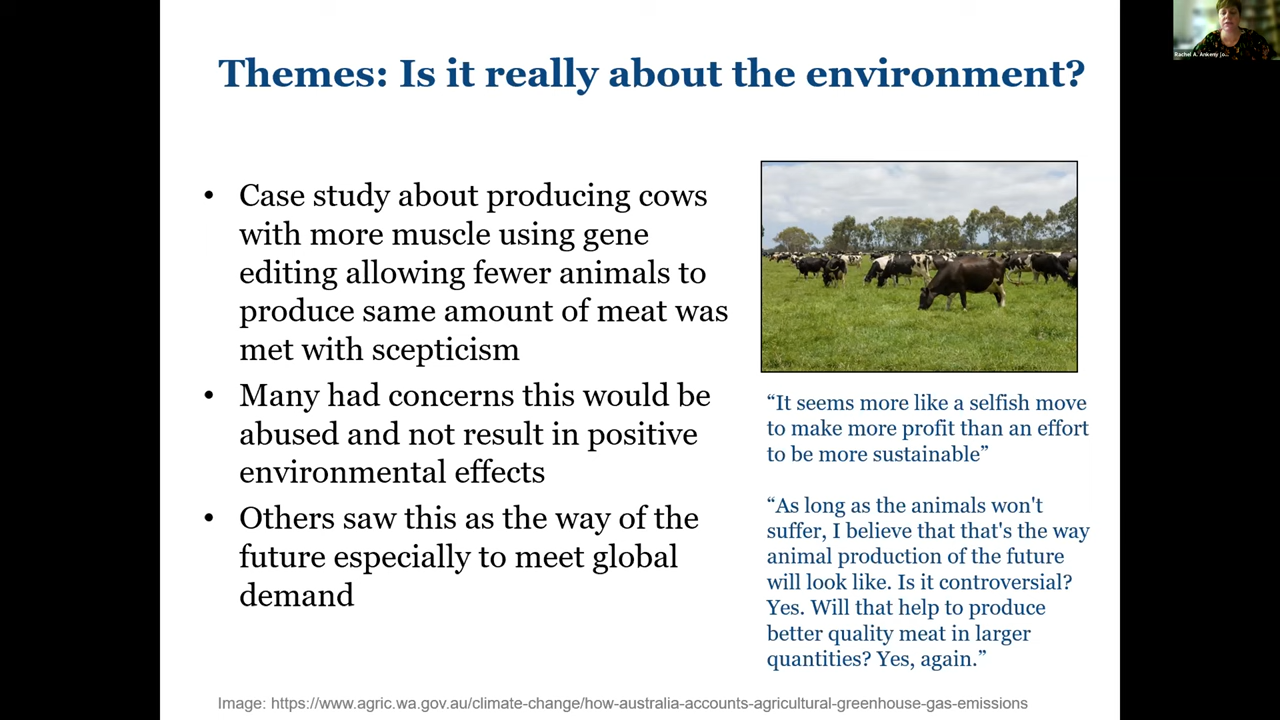 Themes: Is it really about the environment?
• Case study about producing cows
with more muscle using gene
editing allowing fewer animals to
produce same amount of meat was
met with scepticism
• Many had concerns this would be
abused and not result in positive
environmental effects
• Others saw this as the way of the
future especially to meet global
demand
“It seems more like a selfish move
to make more profit than an effort
to be more sustainable”
“As long as the animals won't
suffer, I believe that that's the way
animal production of the future
will look like. Is it controversial?
Yes. Will that help to produce
better quality meat in larger
quantities? Yes, again.”
Image: https://www.agric.wa.gov.au/climate-change/how-australia-accounts-agricultural-greenhouse-gas-emissions
Rachel A. Ankeny